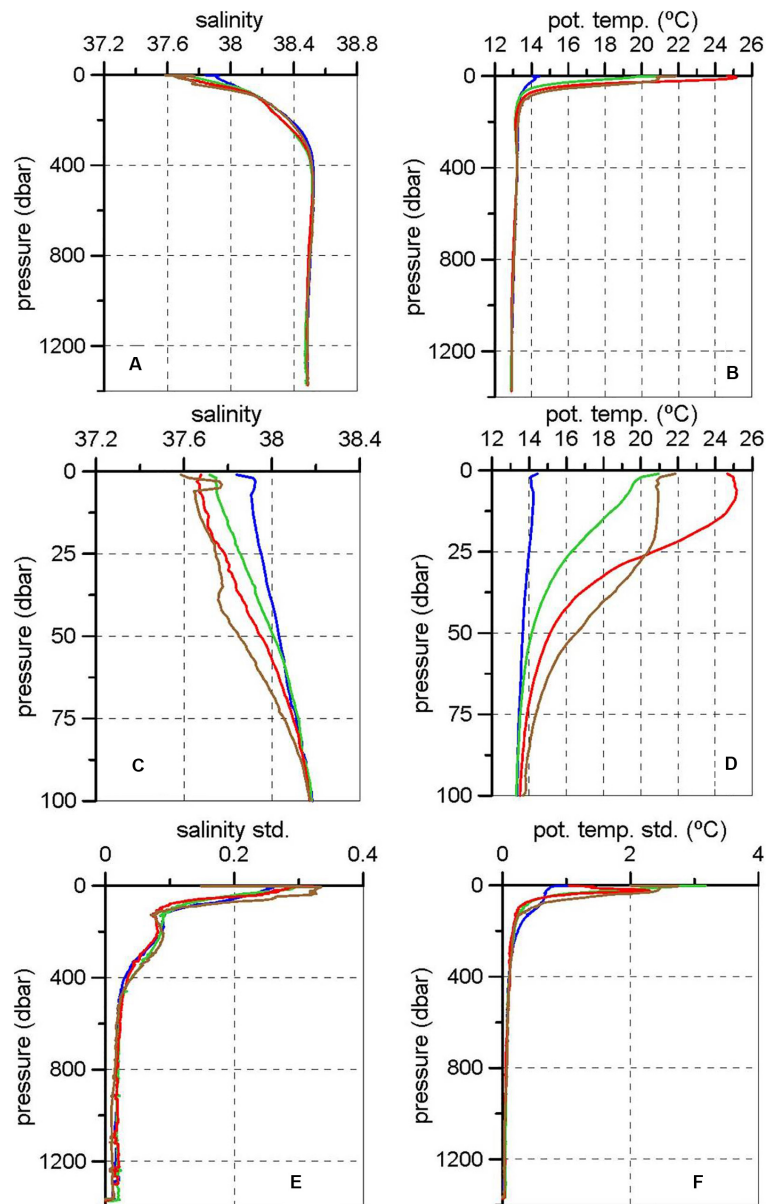 salinity
37.2 37.6 38 38.4 38.8
0
400
800
1200
pressure (dbar)
A
pot. temp. (ºC)
12 14 16 18 20 22 24 26
0
400
800
1200
pressure (dbar)
B
salinity
37.2 37.6 38 38.4
0
25
50
75
100
pressure (dbar)
C
pot. temp. (ºC)
12 14 16 18 20 22 24 26
0
25
50
75
100
pressure (dbar)
D
salinity std.
0 0.2 0.4
0
400
800
1200
pressure (dbar)
E
pot. temp. std. (ºC)
0 2 4
0
400
800
1200
pressure (dbar)
F